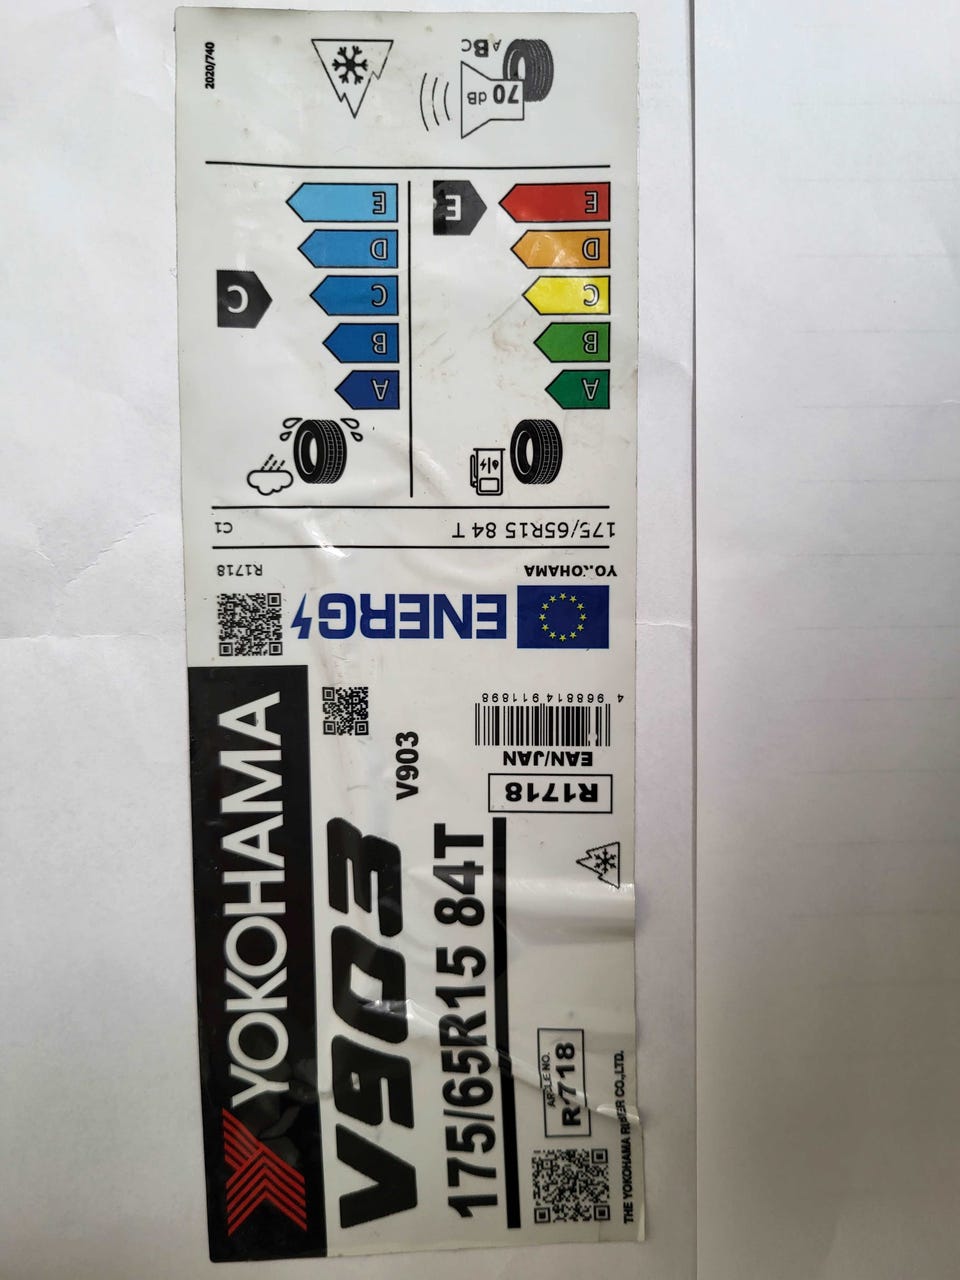 YOKOHAMA
V903
V903
175/65R15 84T
R1718
EAN/JAN
4 968814 911898
ARTICLE NO.
R1718
THE YOKOHAMA RUBBER CO.,LTD.
ENERG
YOKOHAMA
R1718
175/65R15 84 T
C1
A
B
C
D
E
E
A
B
C
D
E
C
70 dB
ABC
2020/740